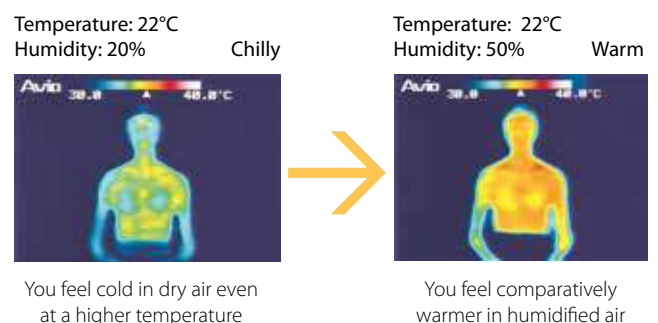 Temperature: 22°C
Humidity: 20% Chilly
Avio 30.0 40.0°C
You feel cold in dry air even
at a higher temperature
Temperature: 22°C
Humidity: 50% Warm
Avio 30.0 40.0°C
You feel comparatively
warmer in humidified air